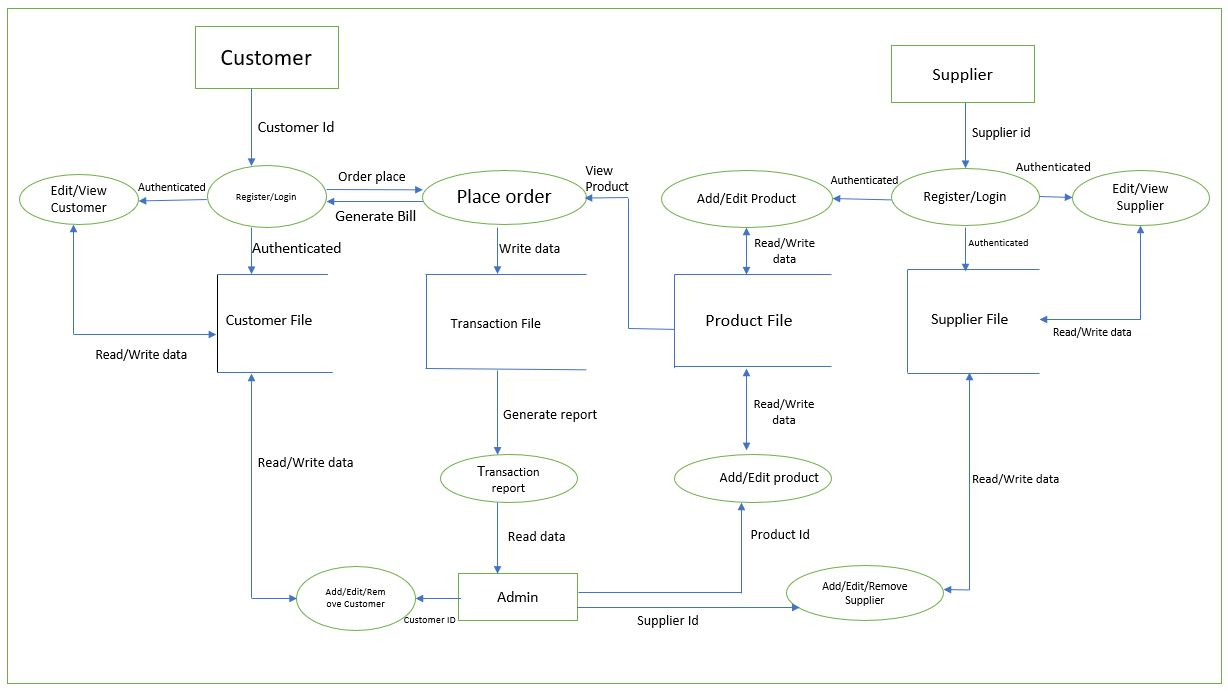 Customer
Supplier
Customer Id
Supplier id
Edit/View
Customer
Authenticated
Register/Login
Order place
Generate Bill
Place order
View
Product
Add/Edit Product
Authenticated
Register/Login
Authenticated
Edit/View
Supplier
Authenticated
Write data
Read/Write
data
Authenticated
Customer File
Transaction File
Product File
Supplier File
Read/Write data
Read/Write data
Generate report
Read/Write
data
Read/Write data
Transaction
report
Add/Edit product
Read/Write data
Read data
Product Id
Add/Edit/Rem
ove Customer
Customer ID
Admin
Supplier Id
Add/Edit/Remove
Supplier